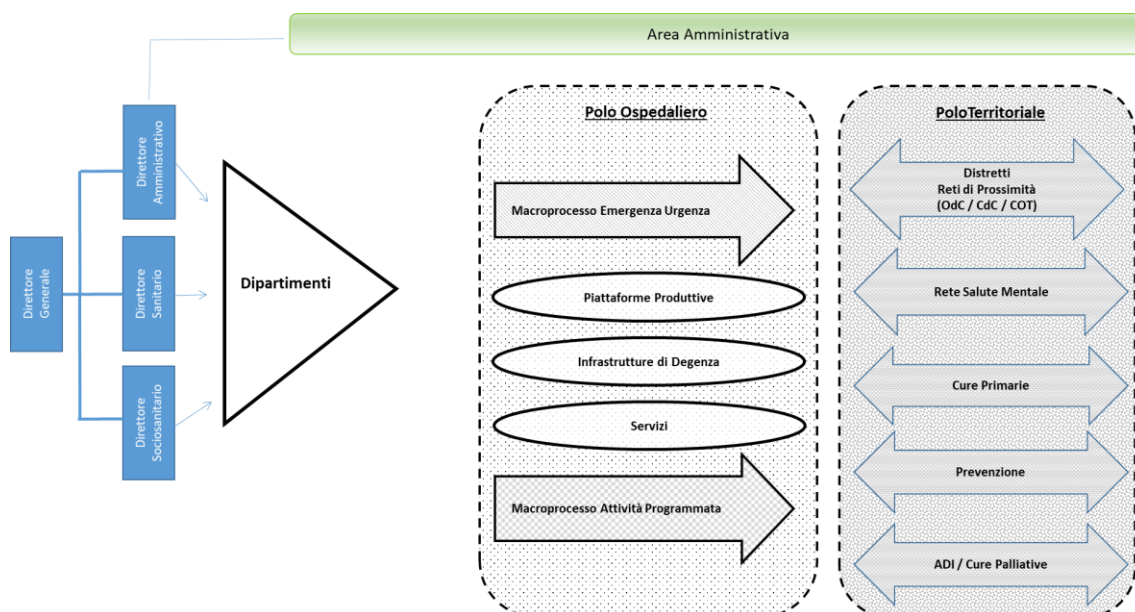 Area Amministrativa
Direttore
Generale
Direttore
Amministrativo
Direttore
Sanitario
Direttore
Sociosanitario
Dipartimenti
Polo Ospedaliero
Macroprocesso Emergenza Urgenza
Piattaforme Produttive
Infrastrutture di Degenza
Servizi
Macroprocesso Attività Programmata
PoloTerritoriale
Distretti
Reti di Prossimità
(OdC / CdC / COT)
Rete Salute Mentale
Cure Primarie
Prevenzione
ADI / Cure Palliative